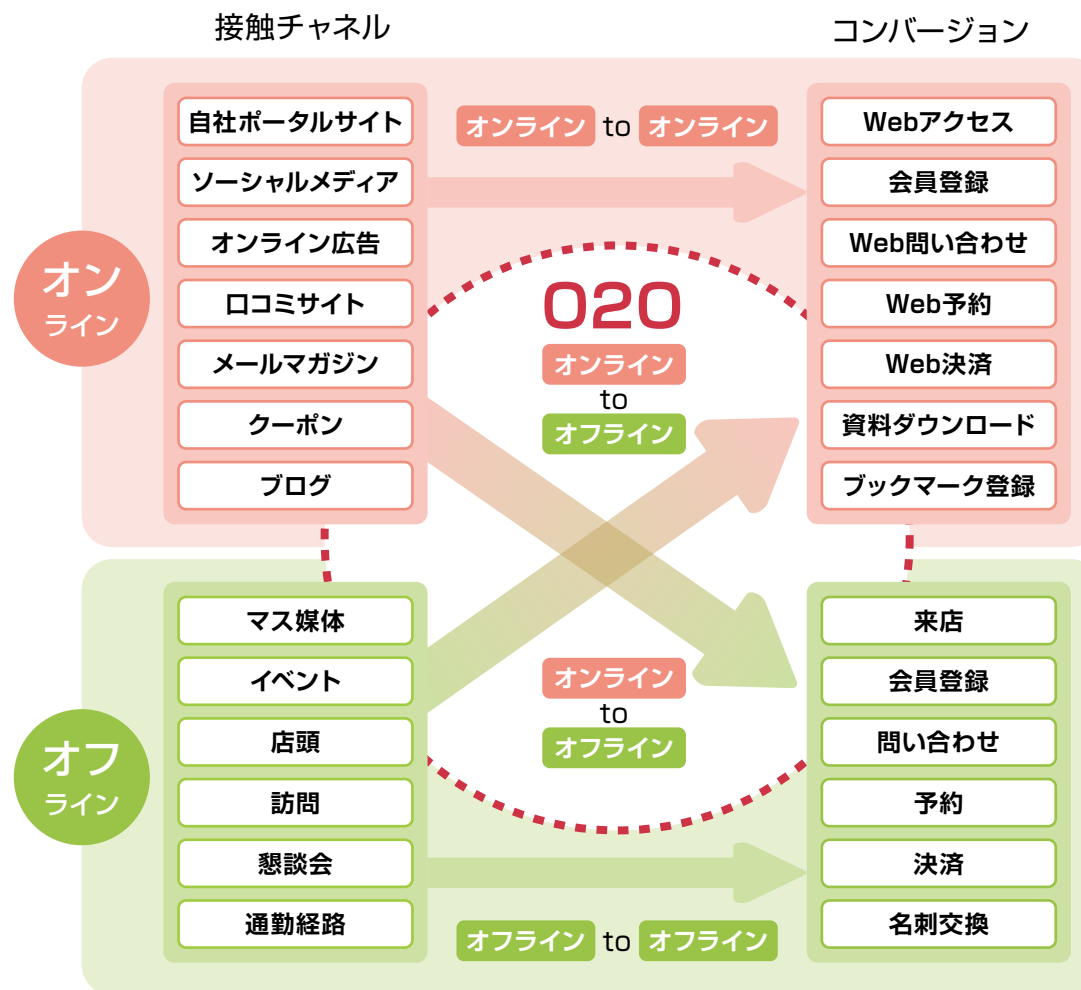 接触チャネル
コンバージョン
オン
ライン
自社ポータルサイト
ソーシャルメディア
オンライン広告
口コミサイト
メールマガジン
クーポン
ブログ
オンライン to オンライン
O2O
オンライン
to
オフライン
Webアクセス
会員登録
Web問い合わせ
Web予約
Web決済
資料ダウンロード
ブックマーク登録
オフ
ライン
マス媒体
イベント
店頭
訪問
懇談会
通勤経路
オンライン
to
オフライン
オフライン to オフライン
来店
会員登録
問い合わせ
予約
決済
名刺交換